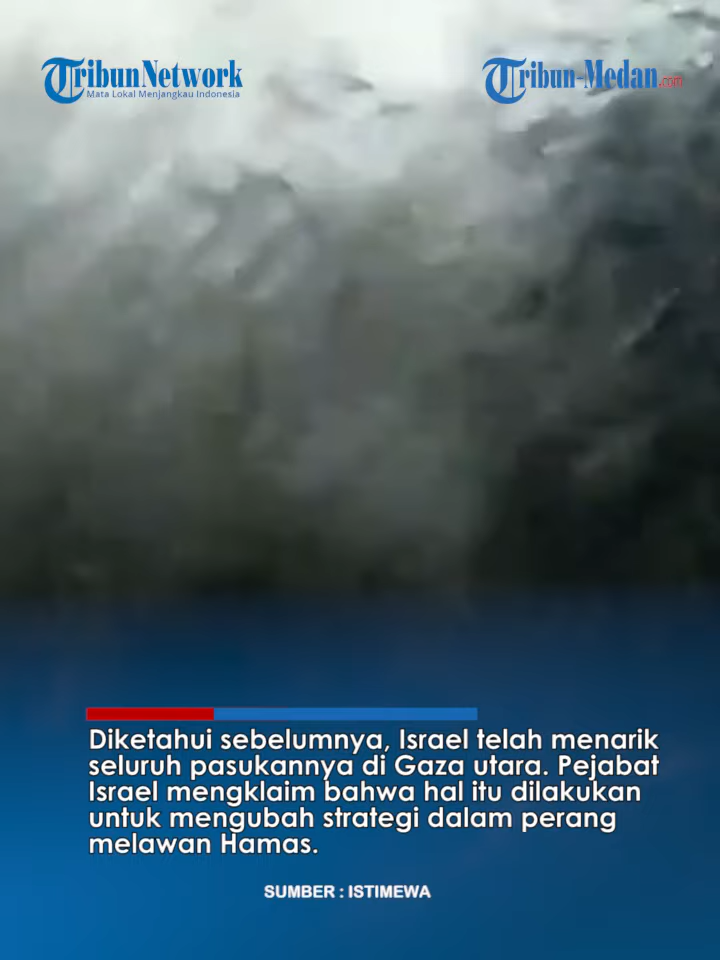 TribunNetwork
Mata Lokal Menjangkau Indonesia
Tribun-Medan.com
Diketahui sebelumnya, Israel telah menarik
seluruh pasukannya di Gaza utara. Pejabat
Israel mengklaim bahwa hal itu dilakukan
untuk mengubah strategi dalam perang
melawan Hamas.
SUMBER : ISTIMEWA